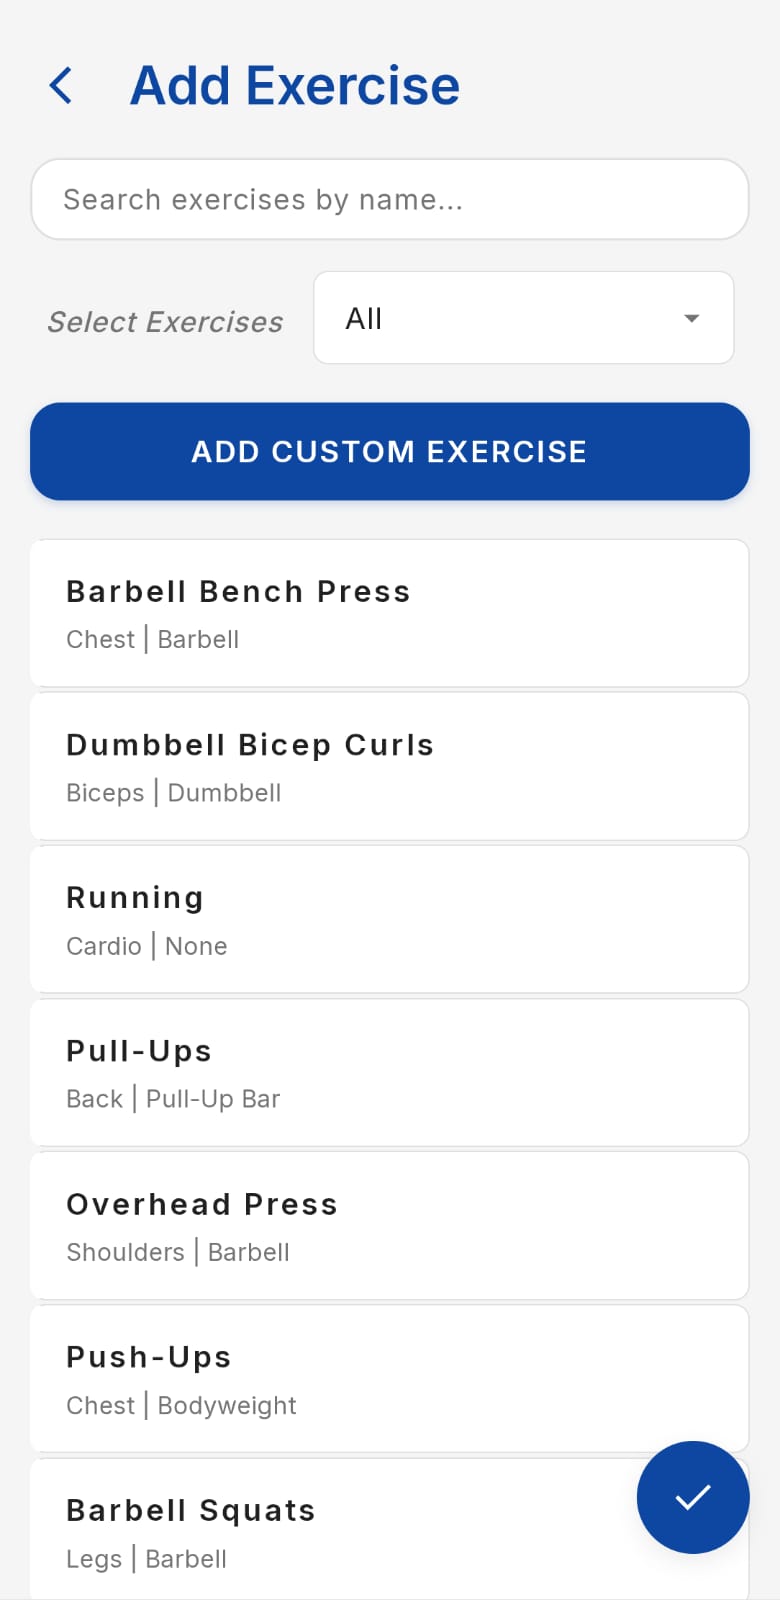 Add Exercise
Search exercises by name...
Select Exercises
All
ADD CUSTOM EXERCISE
Barbell Bench Press
Chest | Barbell
Dumbbell Bicep Curls
Biceps | Dumbbell
Running
Cardio | None
Pull-Ups
Back | Pull-Up Bar
Overhead Press
Shoulders | Barbell
Push-Ups
Chest | Bodyweight
Barbell Squats
Legs | Barbell